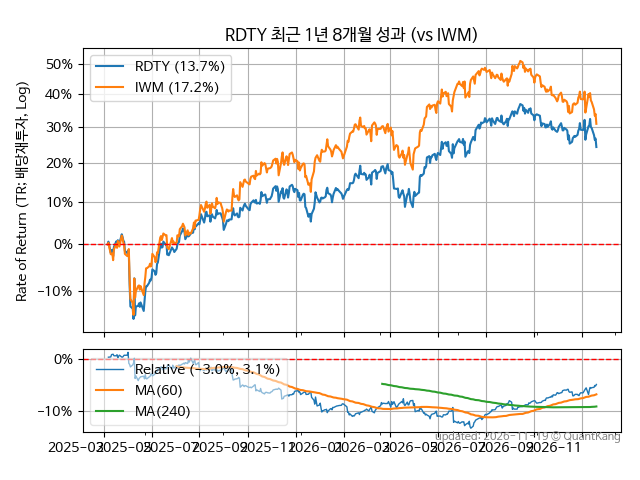 RDTY 최근 1년 8개월 성과 (vs IWM)
Rate of Return (TR: 배당재투자, Log)
50%
40%
30%
20%
10%
0%
−10%
RDTY (13.7%)
IWM (17.2%)
0%
−10%
Relative (−3.0%, 3.1%)
MA(60)
MA(240)
2025−03
2025−05
2025−07
2025−09
2025−11
2026−01
2026−03
2026−05
2026−07
2026−09
2026−11
Updated: 2026−11−19 © QuantKang